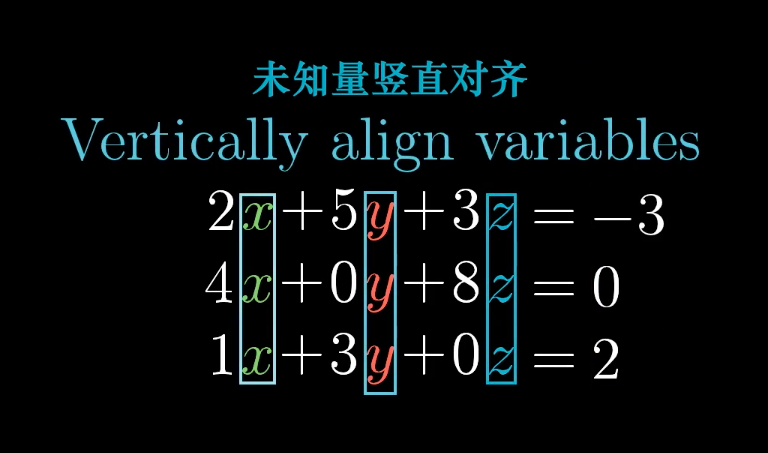 未知量竖直对齐
Vertically align variables
2x+5y+3z = −3
4x+0y+8z = 0
1x+3y+0z = 2